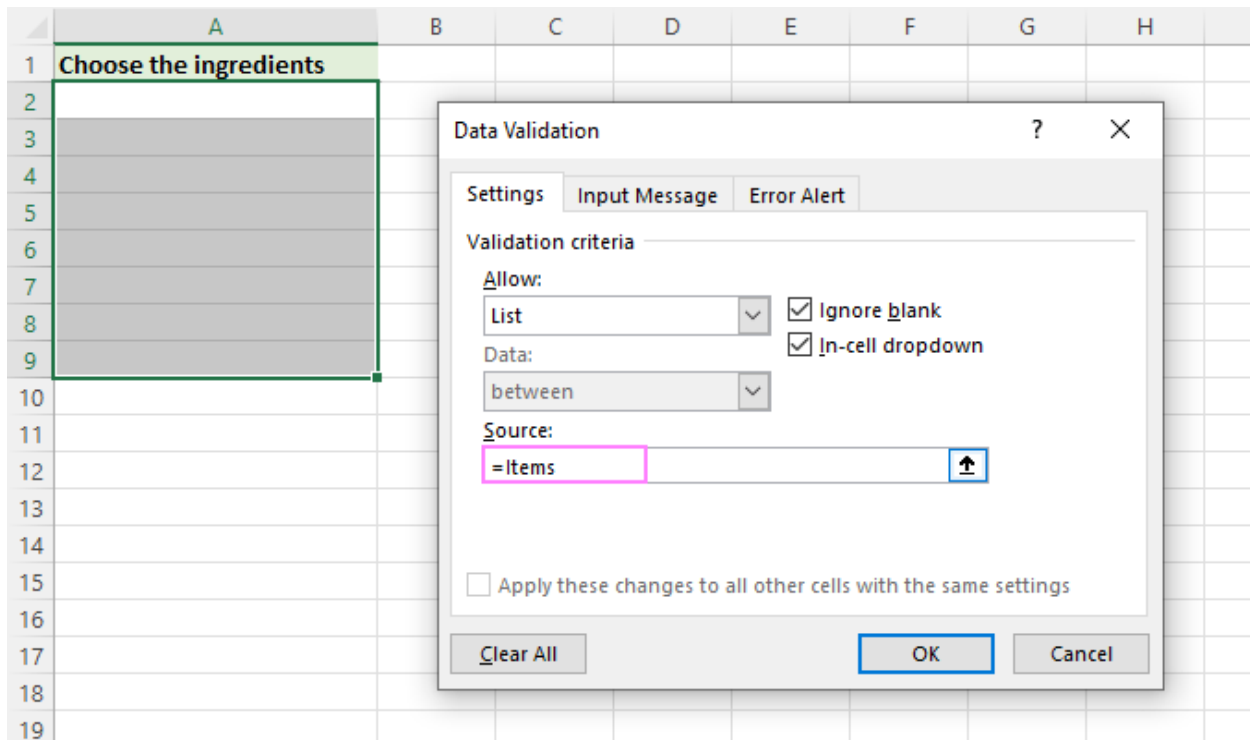 A B C D E F G H
1 Choose the ingredients
2
3
4
5
6
7
8
9
10
11
12
13
14
15
16
17
18
19
Data Validation ?
Settings Input Message Error Alert
Validation criteria
Allow:
List
Ignore blank
In-cell dropdown
Data:
between
Source:
=Items
Apply these changes to all other cells with the same settings
Clear All OK Cancel